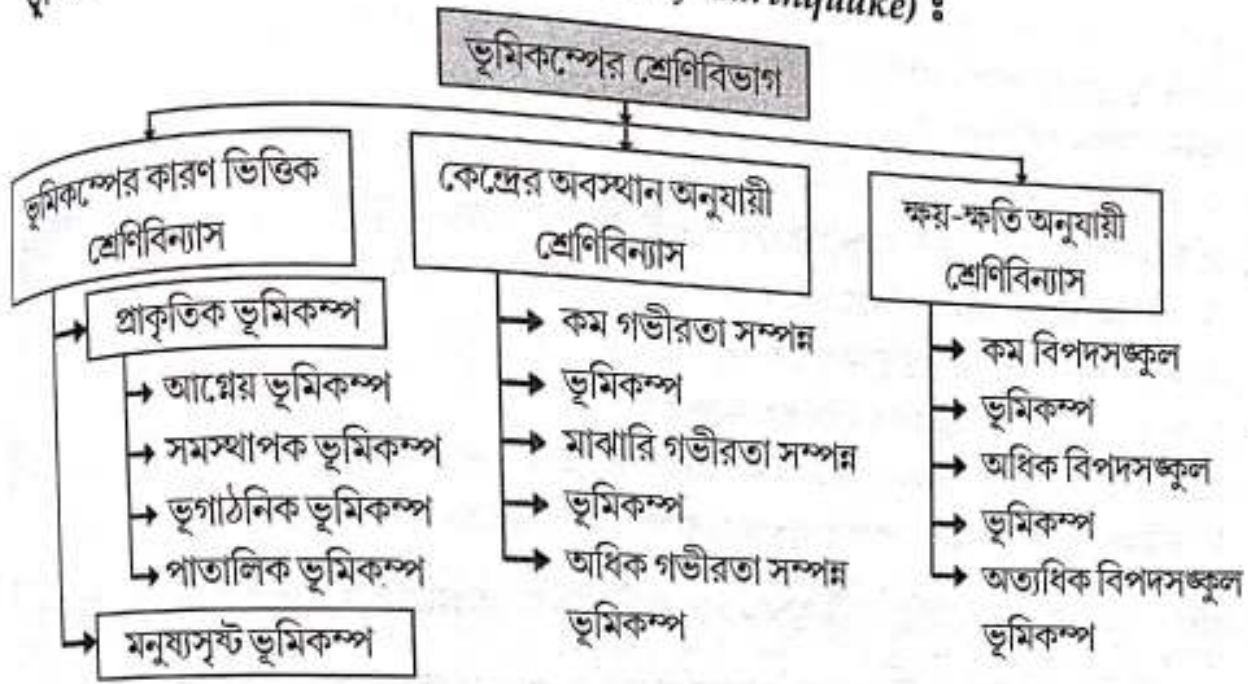 earthquake) :
ভূমিকম্পের শ্রেণিবিভাগ
ভূমিকম্পের কারণ ভিত্তিক
শ্রেণিবিন্যাস
প্রাকৃতিক ভূমিকম্প
আগ্নেয় ভূমিকম্প
সমস্থাপক ভূমিকম্প
ভূগাঠনিক ভূমিকম্প
পাতালিক ভূমিকম্প
মনুষ্যসৃষ্ট ভূমিকম্প
কেন্দ্রের অবস্থান অনুযায়ী
শ্রেণিবিন্যাস
কম গভীরতা সম্পন্ন
ভূমিকম্প
মাঝারি গভীরতা সম্পন্ন
ভূমিকম্প
অধিক গভীরতা সম্পন্ন
ভূমিকম্প
ক্ষয়-ক্ষতি অনুযায়ী
শ্রেণিবিন্যাস
কম বিপদসঙ্কুল
ভূমিকম্প
অধিক বিপদসঙ্কুল
ভূমিকম্প
অত্যধিক বিপদসঙ্কুল
ভূমিকম্প